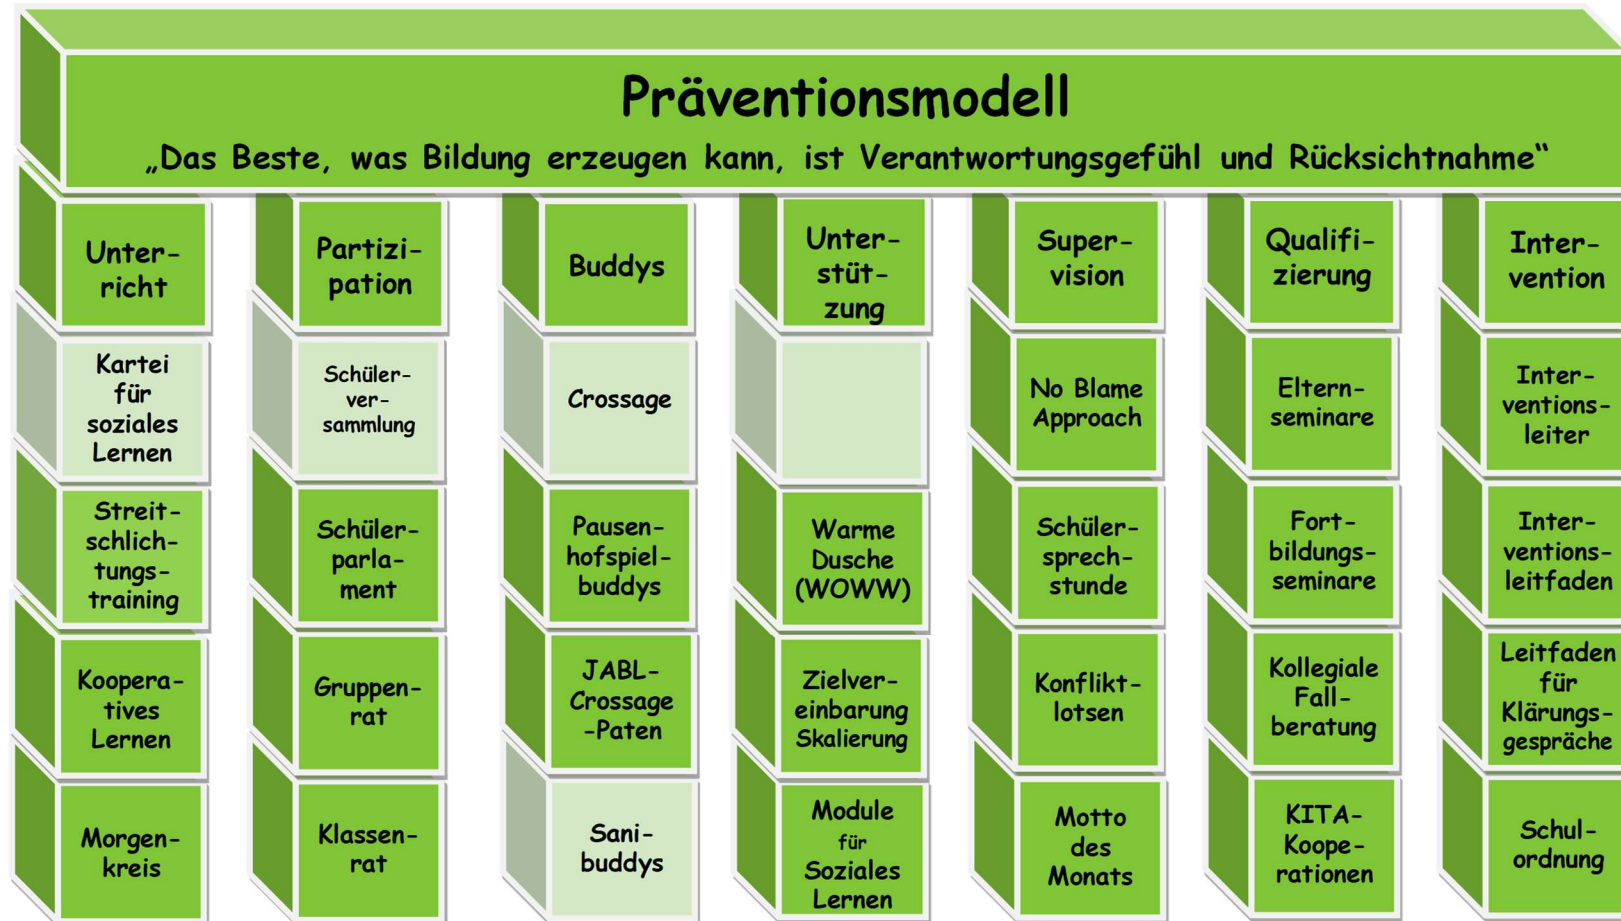 Präventionsmodell
„Das Beste, was Bildung erzeugen kann, ist Verantwortungsgefühl und Rücksichtnahme“
Unter-
richt
Kartei
für
soziales
Lernen
Streit-
schlich-
tungs-
training
Koopera-
tives
Lernen
Morgen-
kreis
Partizi-
pation
Schüler-
ver-
sammlung
Schüler-
parla-
ment
Gruppen-
rat
Klassen-
rat
Buddys
Crossage
Pausen-
hofspiel-
buddys
JABL-
Crossage
-Paten
Sani-
buddys
Unter-
stüt-
zung
Warme
Dusche
(WOWW)
Zielver-
einbarung
Skalierung
Module
für
Soziales
Lernen
Super-
vision
No Blame
Approach
Schüler-
sprech-
stunde
Konflikt-
lotsen
Motto
des
Monats
Qualifi-
zierung
Eltern-
seminare
Fort-
bildungs-
seminare
Kollegiale
Fall-
beratung
KITA-
Koope-
rationen
Inter-
vention
Inter-
ventions-
leiter
Inter-
ventions-
leitfaden
Leitfaden
für
Klärungs-
gespräche
Schul-
ordnung